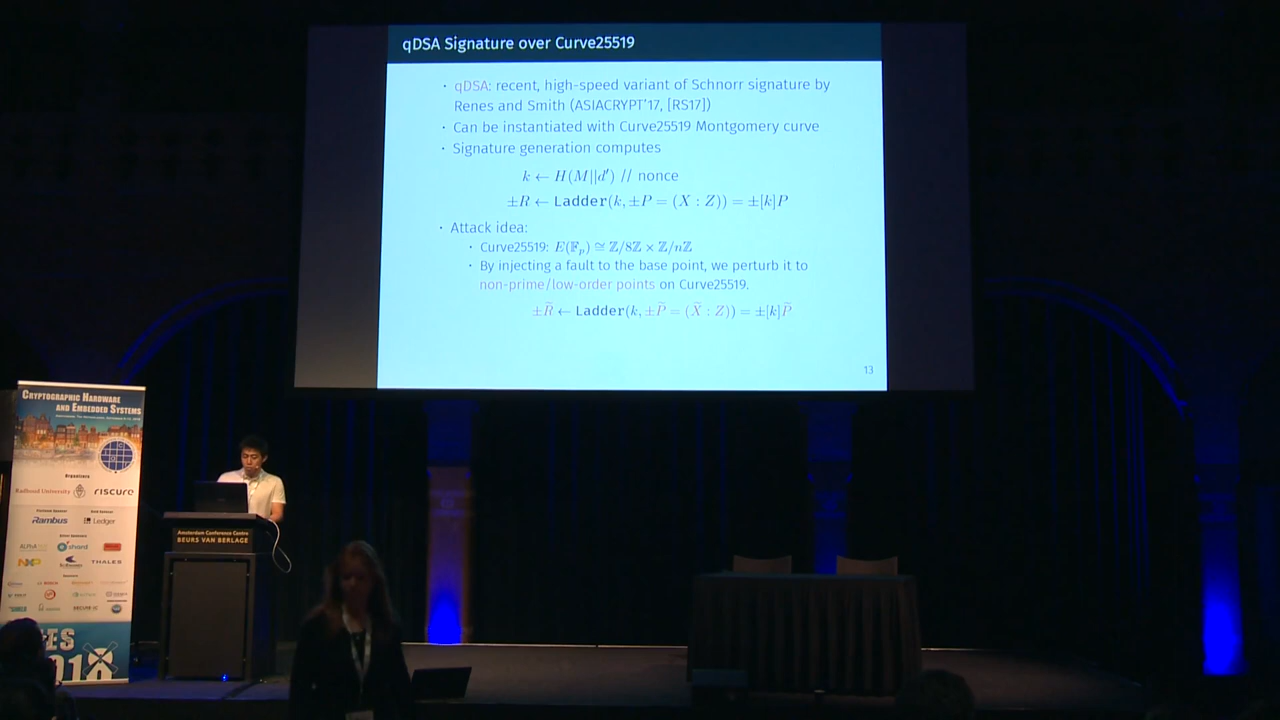 qDSA Signature over Curve25519
· qDSA: recent, high-speed variant of Schnorr signature by
Renes and Smith (ASIACRYPT'17, [RS17])
· Can be instantiated with Curve25519 Montgomery curve
· Signature generation computes
k ← H(M||d′) // nonce
±R ← Ladder(k, ±P = (X : Z)) = ±[k]P
· Attack idea:
· Curve25519: E(𝔽ₚ) ≅ ℤ/8ℤ × ℤ/nℤ
· By injecting a fault to the base point, we perturb it to
non-prime/low-order points on Curve25519.
±R̃ ← Ladder(k, ±P̃ = (X̃ : Z)) = ±[k]P̃
13
Cryptographic Hardware
and Embedded Systems
Organisers
Radboud University
riscure
Rambus
Ledger
shard
NXP
THALES
Amsterdam Conference Centre
BEURS VAN BERLAGE